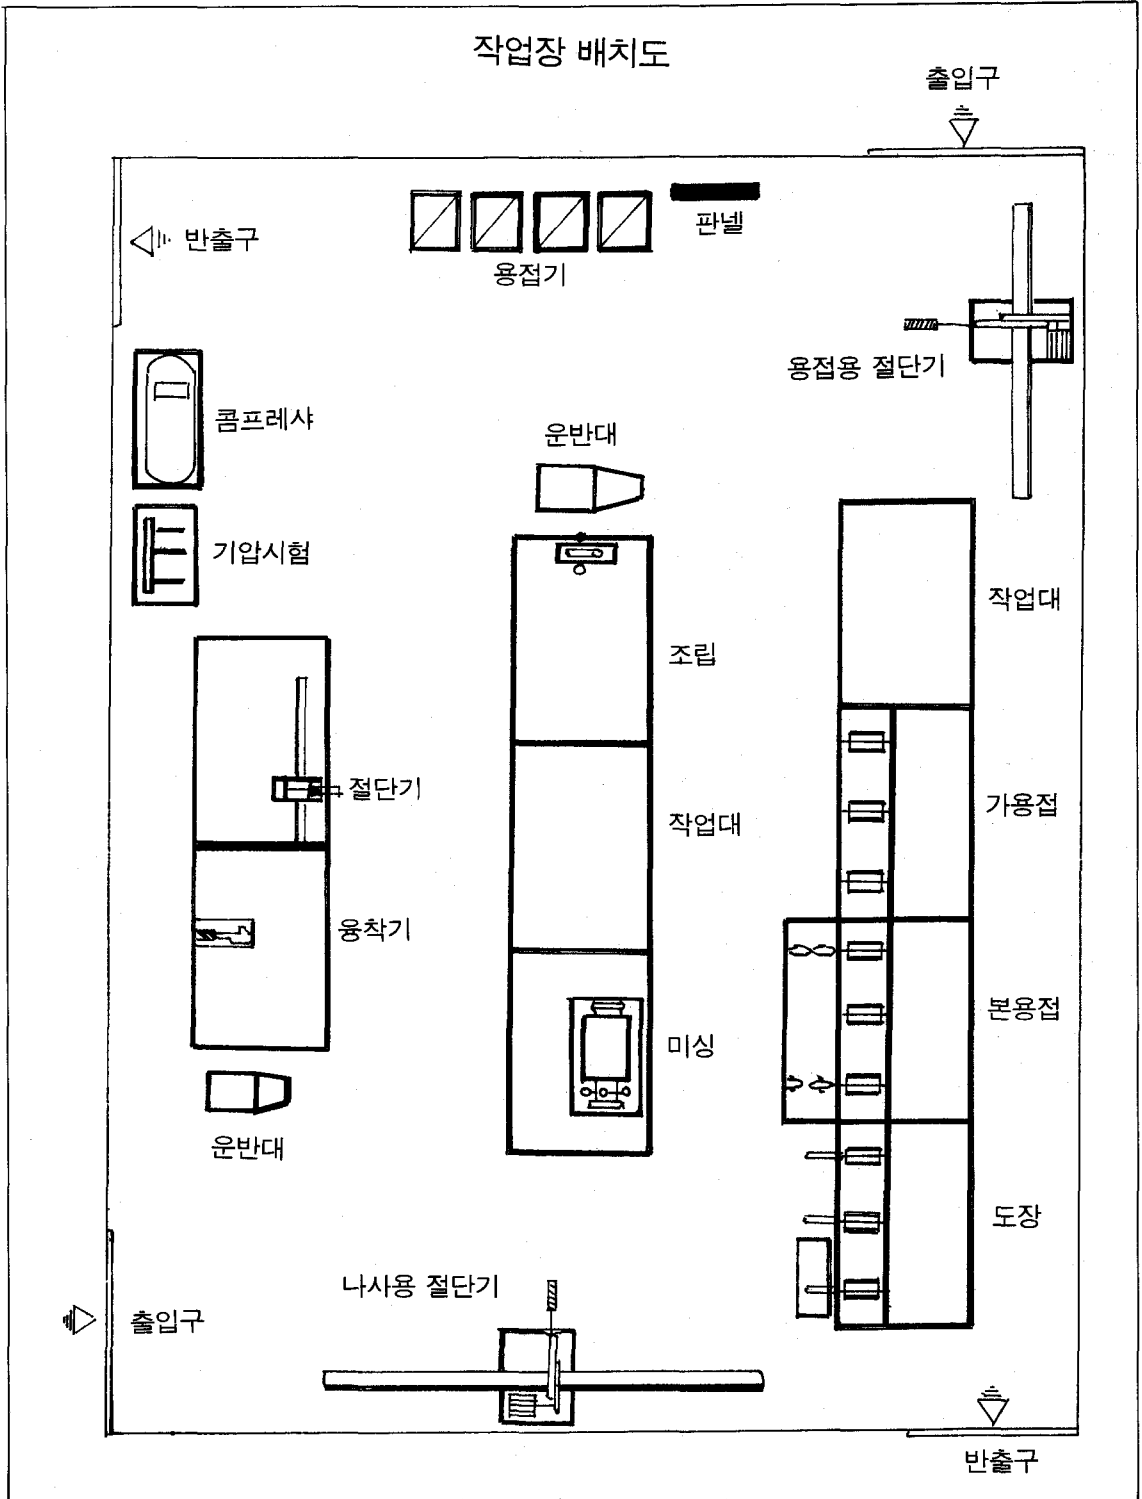 작업장 배치도
출입구
반출구
판넬
용접기
용접용 절단기
콤프레샤
운반대
기압시험
작업대
조립
절단기
작업대
가용접
융착기
본용접
미싱
운반대
도장
나사용 절단기
출입구
반출구